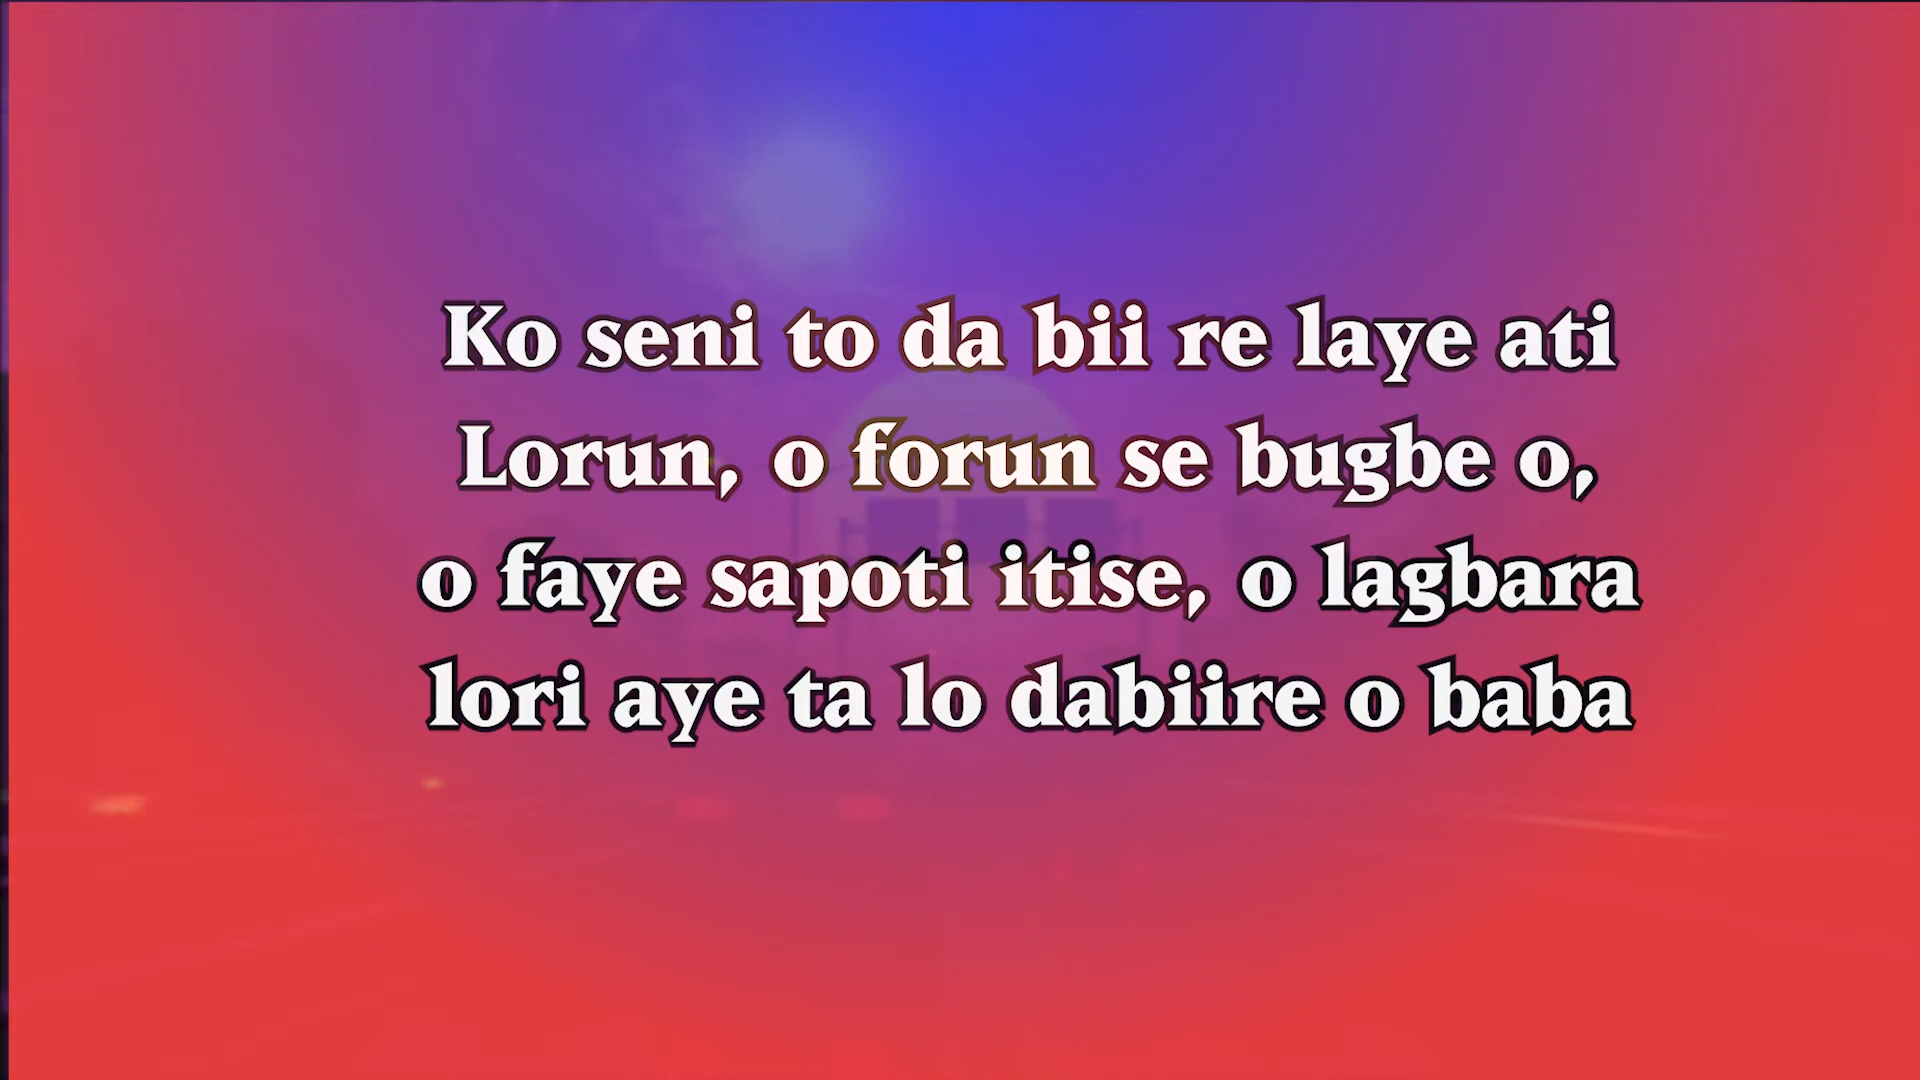 Ko seni to da bii re laye ati
Lorun, o forun se bugbe o,
o faye sapoti itise, o lagbara
lori aye ta lo dabiire o baba